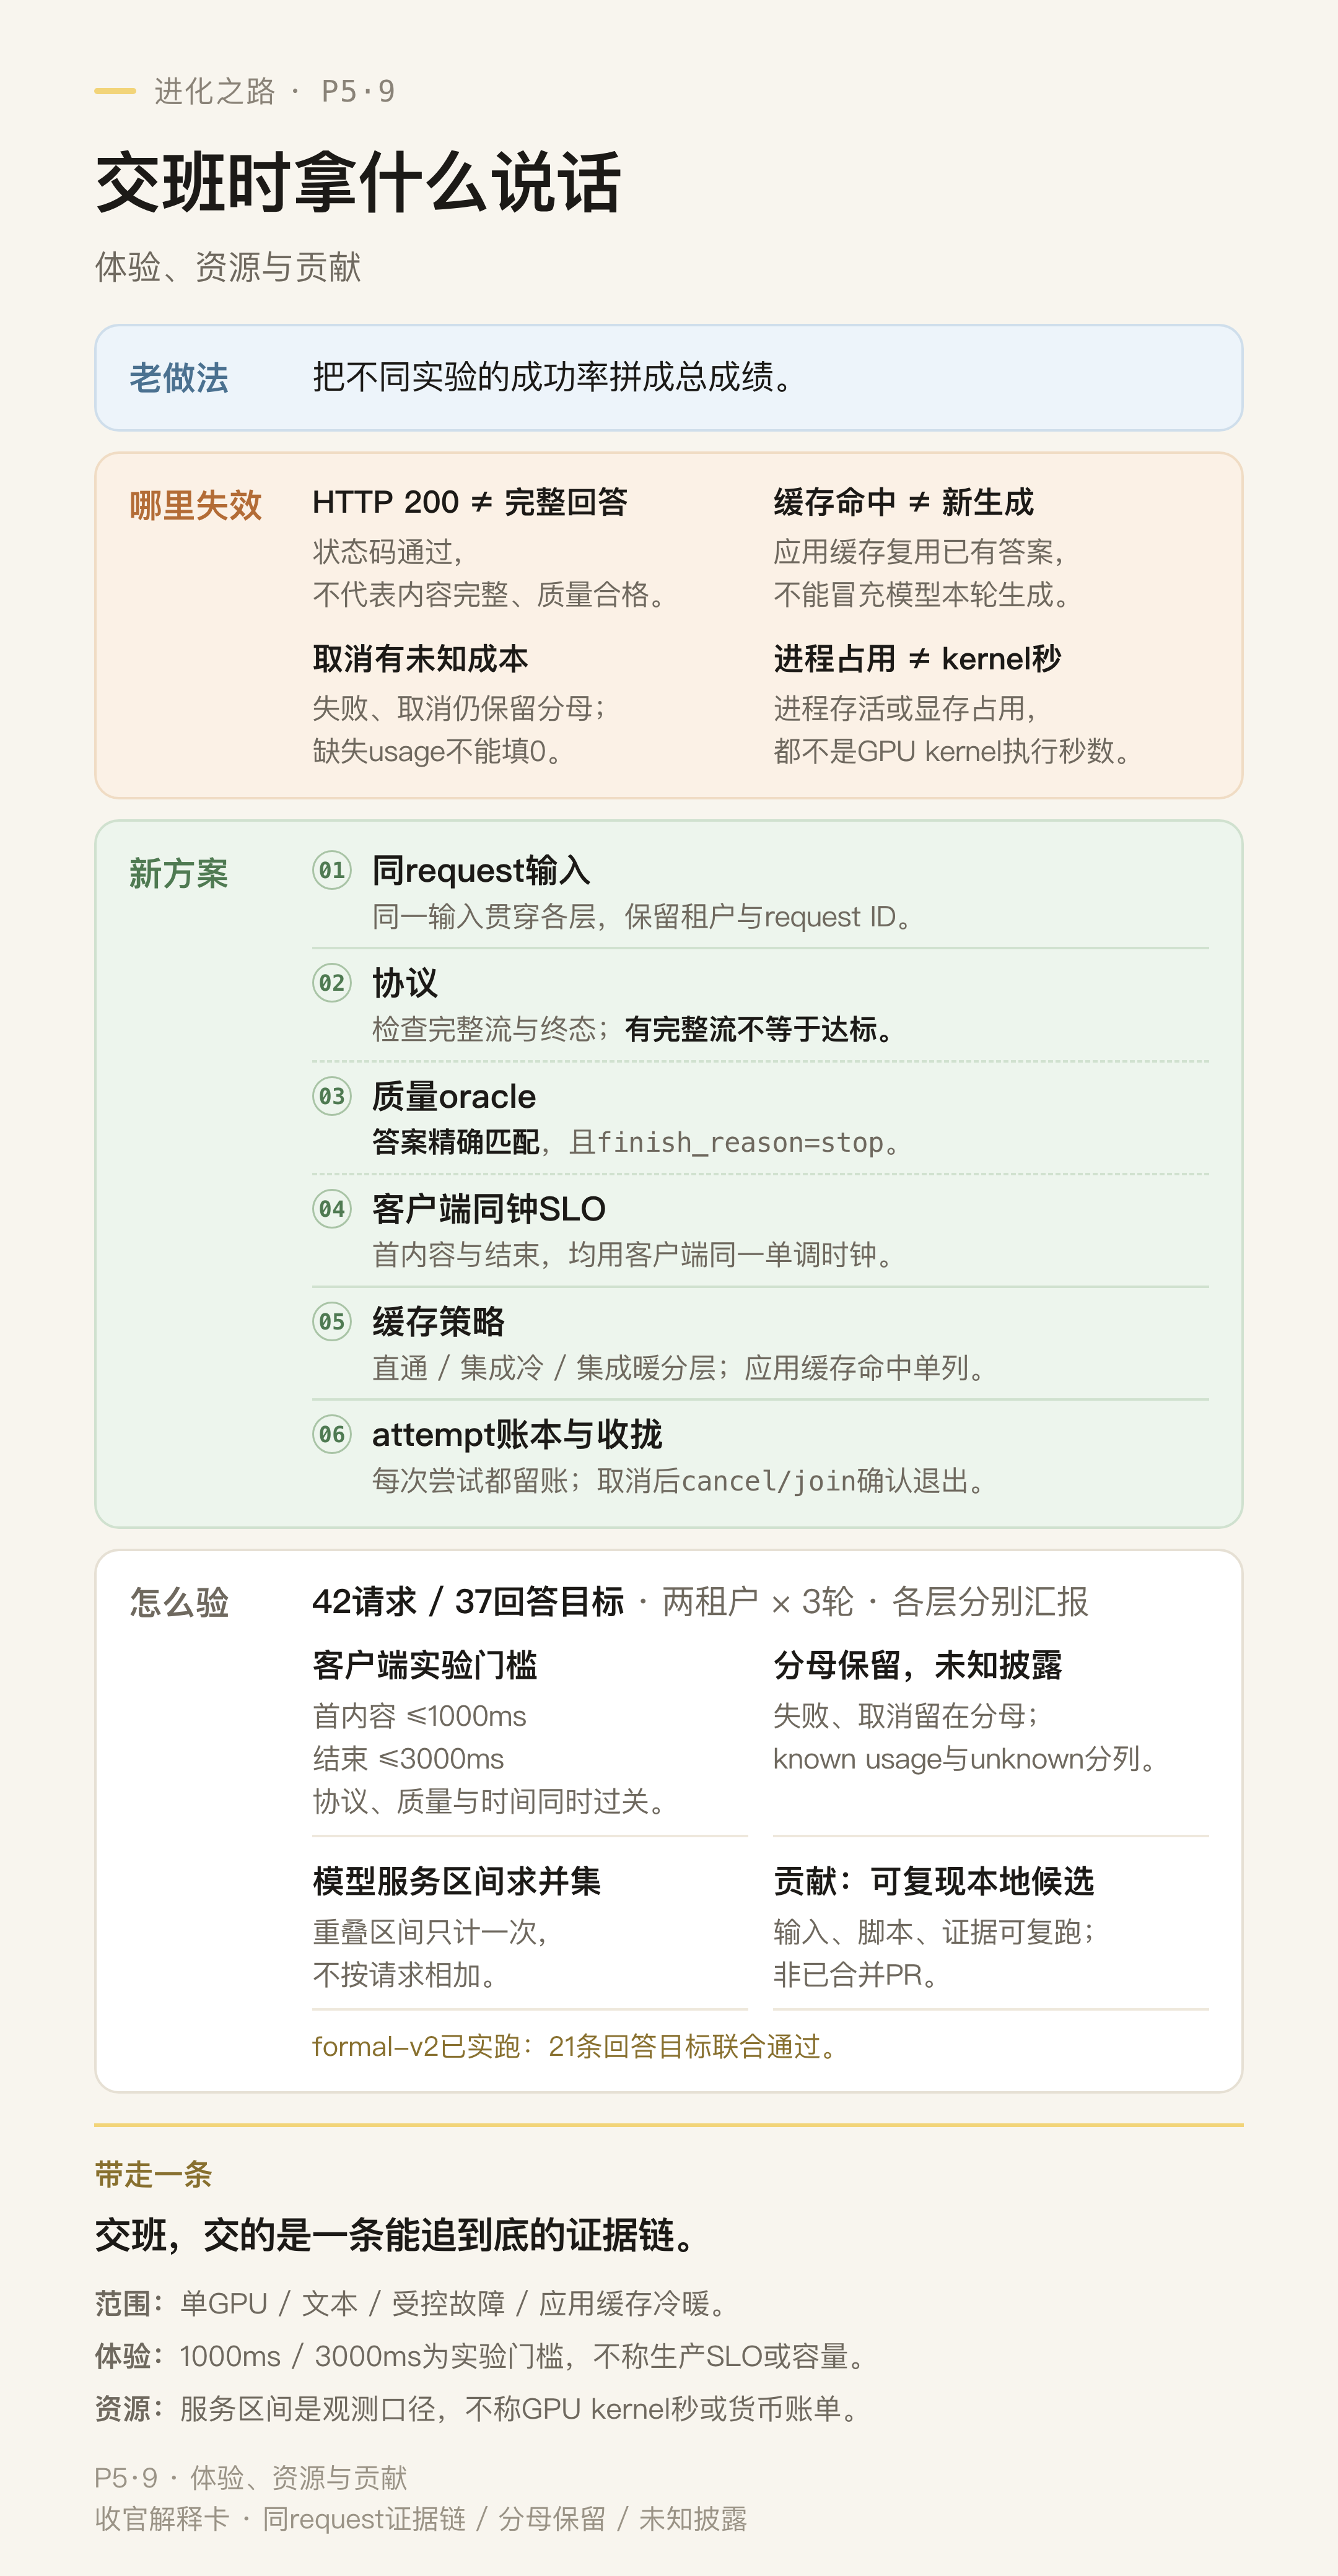 进化之路 · P5·9
交班时拿什么说话
体验、资源与贡献
老做法
把不同实验的成功率拼成总成绩。
哪里失效
HTTP 200 ≠ 完整回答
状态码通过，
不代表内容完整、质量合格。
缓存命中 ≠ 新生成
应用缓存复用已有答案，
不能冒充模型本轮生成。
取消有未知成本
失败、取消仍保留分母；
缺失usage不能填0。
进程占用 ≠ kernel秒
进程存活或显存占用，
都不是GPU kernel执行秒数。
新方案
01 同request输入
同一输入贯穿各层，保留租户与request ID。
02 协议
检查完整流与终态；有完整流不等于达标。
03 质量oracle
答案精确匹配，且finish_reason=stop。
04 客户端同钟SLO
首内容与结束，均用客户端同一单调时钟。
05 缓存策略
直通 / 集成冷 / 集成暖分层；应用缓存命中单列。
06 attempt账本与收拢
每次尝试都留账；取消后cancel/join确认退出。
怎么验
42请求 / 37回答目标 · 两租户 × 3轮 · 各层分别汇报
客户端实验门槛
首内容 ≤1000ms
结束 ≤3000ms
协议、质量与时间同时过关。
分母保留，未知披露
失败、取消留在分母；
known usage与unknown分列。
模型服务区间求并集
重叠区间只计一次，
不按请求相加。
贡献：可复现本地候选
输入、脚本、证据可复跑；
非已合并PR。
formal-v2已实跑：21条回答目标联合通过。
带走一条
交班，交的是一条能追到底的证据链。
范围：单GPU / 文本 / 受控故障 / 应用缓存冷暖。
体验：1000ms / 3000ms为实验门槛，不称生产SLO或容量。
资源：服务区间是观测口径，不称GPU kernel秒或货币账单。
P5·9 · 体验、资源与贡献
收官解释卡 · 同request证据链 / 分母保留 / 未知披露